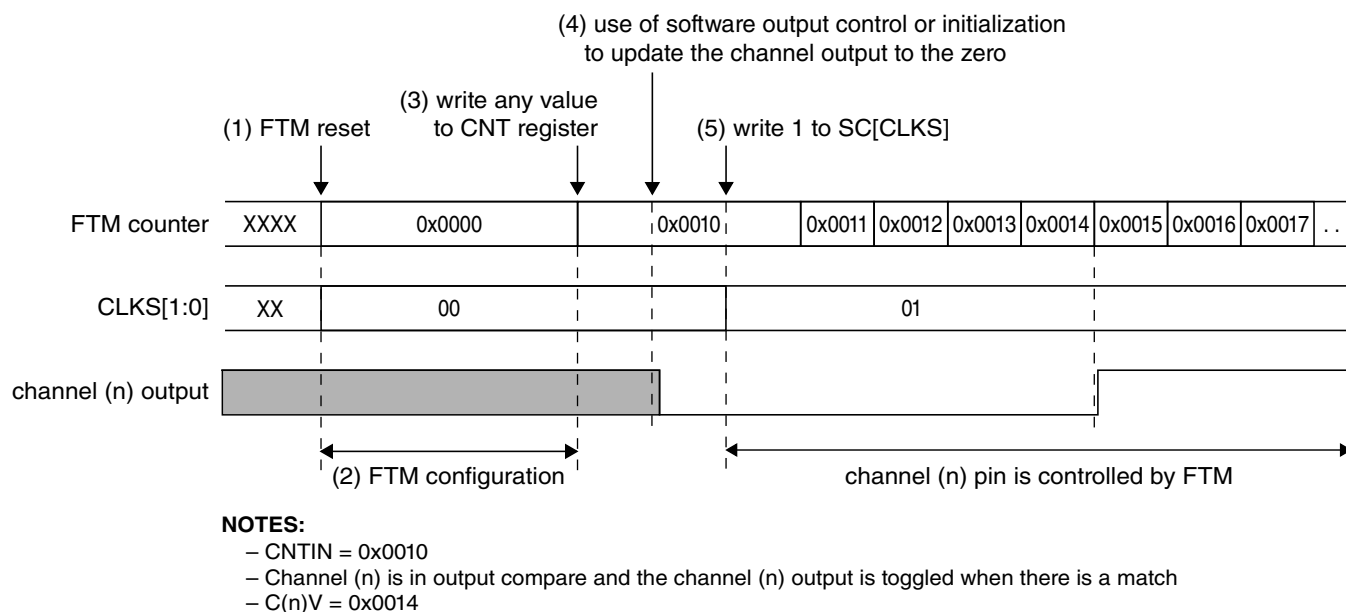 (4) use of software output control or initialization
to update the channel output to the zero
(3) write any value
to CNT register
(1) FTM reset
(5) write 1 to SC[CLKS]
FTM counter
XXXX
0x0000
0x0010
0x0011
0x0012
0x0013
0x0014
0x0015
0x0016
0x0017
. .
CLKS[1:0]
XX
00
01
channel (n) output
(2) FTM configuration
channel (n) pin is controlled by FTM
NOTES:
– CNTIN = 0x0010
– Channel (n) is in output compare and the channel (n) output is toggled when there is a match
– C(n)V = 0x0014